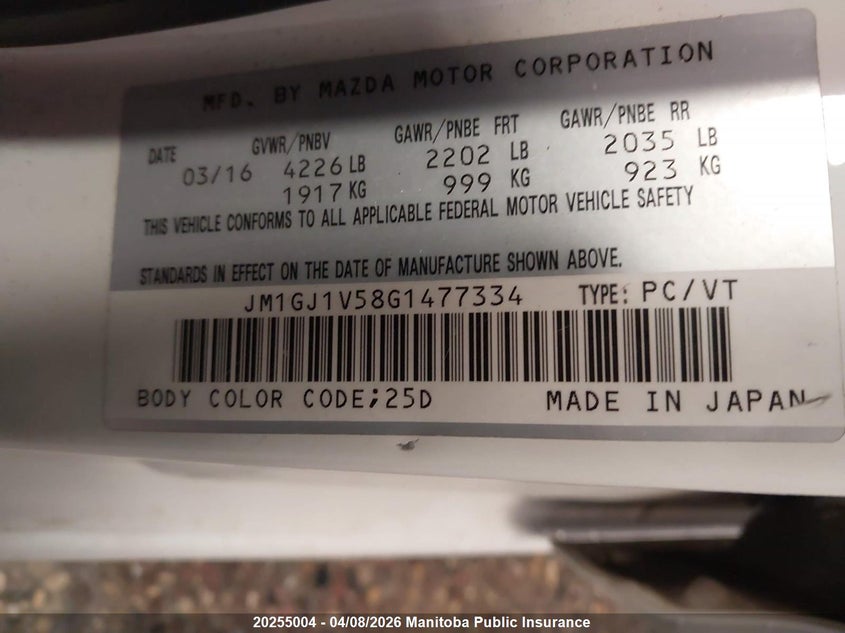 MFD. BY MAZDA MOTOR CORPORATION
DATE GVWR/PNBV GAWR/PNBE FRT GAWR/PNBE RR
03/16 4226 LB 2202 LB 2035 LB
1917 KG 999 KG 923 KG
THIS VEHICLE CONFORMS TO ALL APPLICABLE FEDERAL MOTOR VEHICLE SAFETY
STANDARDS IN EFFECT ON THE DATE OF MANUFACTURE SHOWN ABOVE.
JM1GJ1V58G1477334 TYPE: PC/VT
BODY COLOR CODE;25D MADE IN JAPAN
20255004 - 04/08/2026 Manitoba Public Insurance